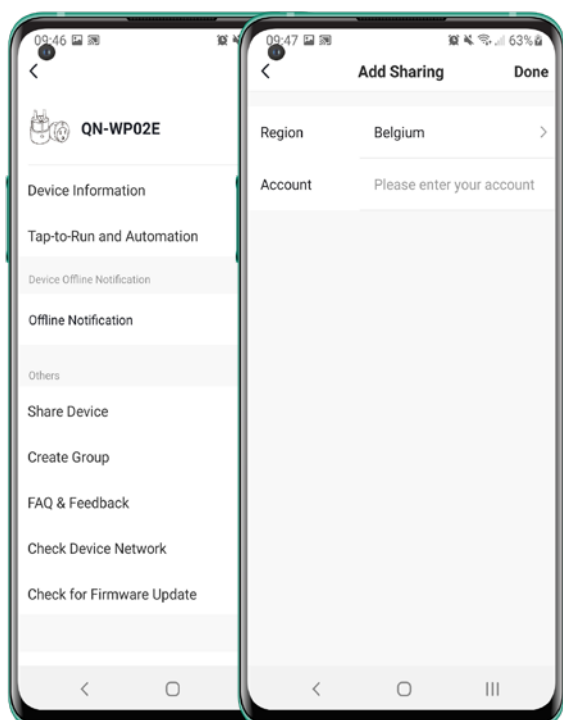 09:46
QN-WP02E
Device Information
Tap-to-Run and Automation
Device Offline Notification
Offline Notification
Others
Share Device
Create Group
FAQ & Feedback
Check Device Network
Check for Firmware Update
09:47 63%
Add Sharing Done
Region Belgium
Account Please enter your account